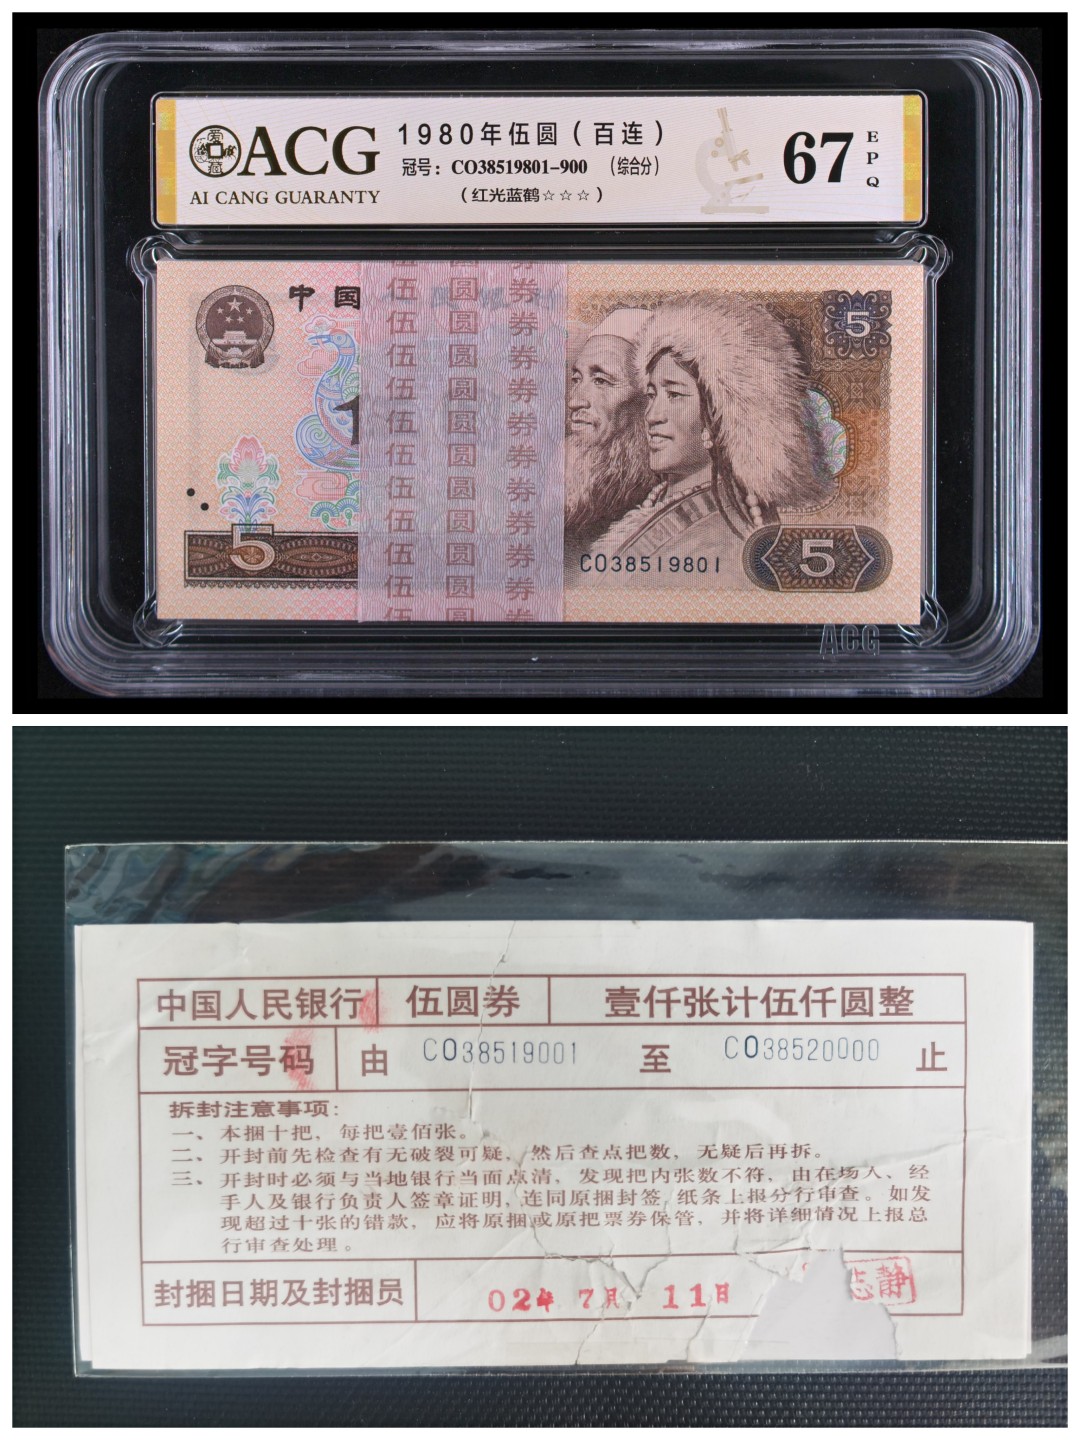 爱藏
ACG
AI CANG GUARANTY
1980年伍圆（百连）
冠号：CO38519801-900 （综合分）
（红光蓝鹤☆☆☆）
67
EPQ
中国
伍 圆 券
伍 圆 券
伍 圆 券
伍 圆 券
伍 圆 券
伍 圆 券
伍 圆 券
伍 圆 券
伍 圆 券
伍 圆 券
伍 圆 券
5
5
CO38519801
5
ACG
中国人民银行 伍圆券 壹仟张计伍仟圆整
冠字号码 由 CO38519001 至 CO38520000 止
拆封注意事项：
一、本捆十把，每把壹佰张。
二、开封前先检查有无破裂可疑，然后查点把数，无疑后再拆。
三、开封时必须与当地银行当面点清，发现把内张数不符，由在场人、经
手人及银行负责人签章证明，连同原捆封签，纸条上报分行审查。如发
现超过十张的错款，应将原捆或原把票券保管，并将详细情况上报总
行审查处理。
封捆日期及封捆员 02年 7月 11日 志静